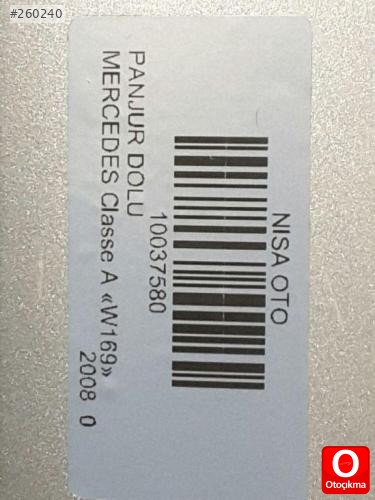 #260240
NISA OTO
10037580
PANJUR DOLU
MERCEDES Classe A «W169»
2008 0
O
Otoçıkma